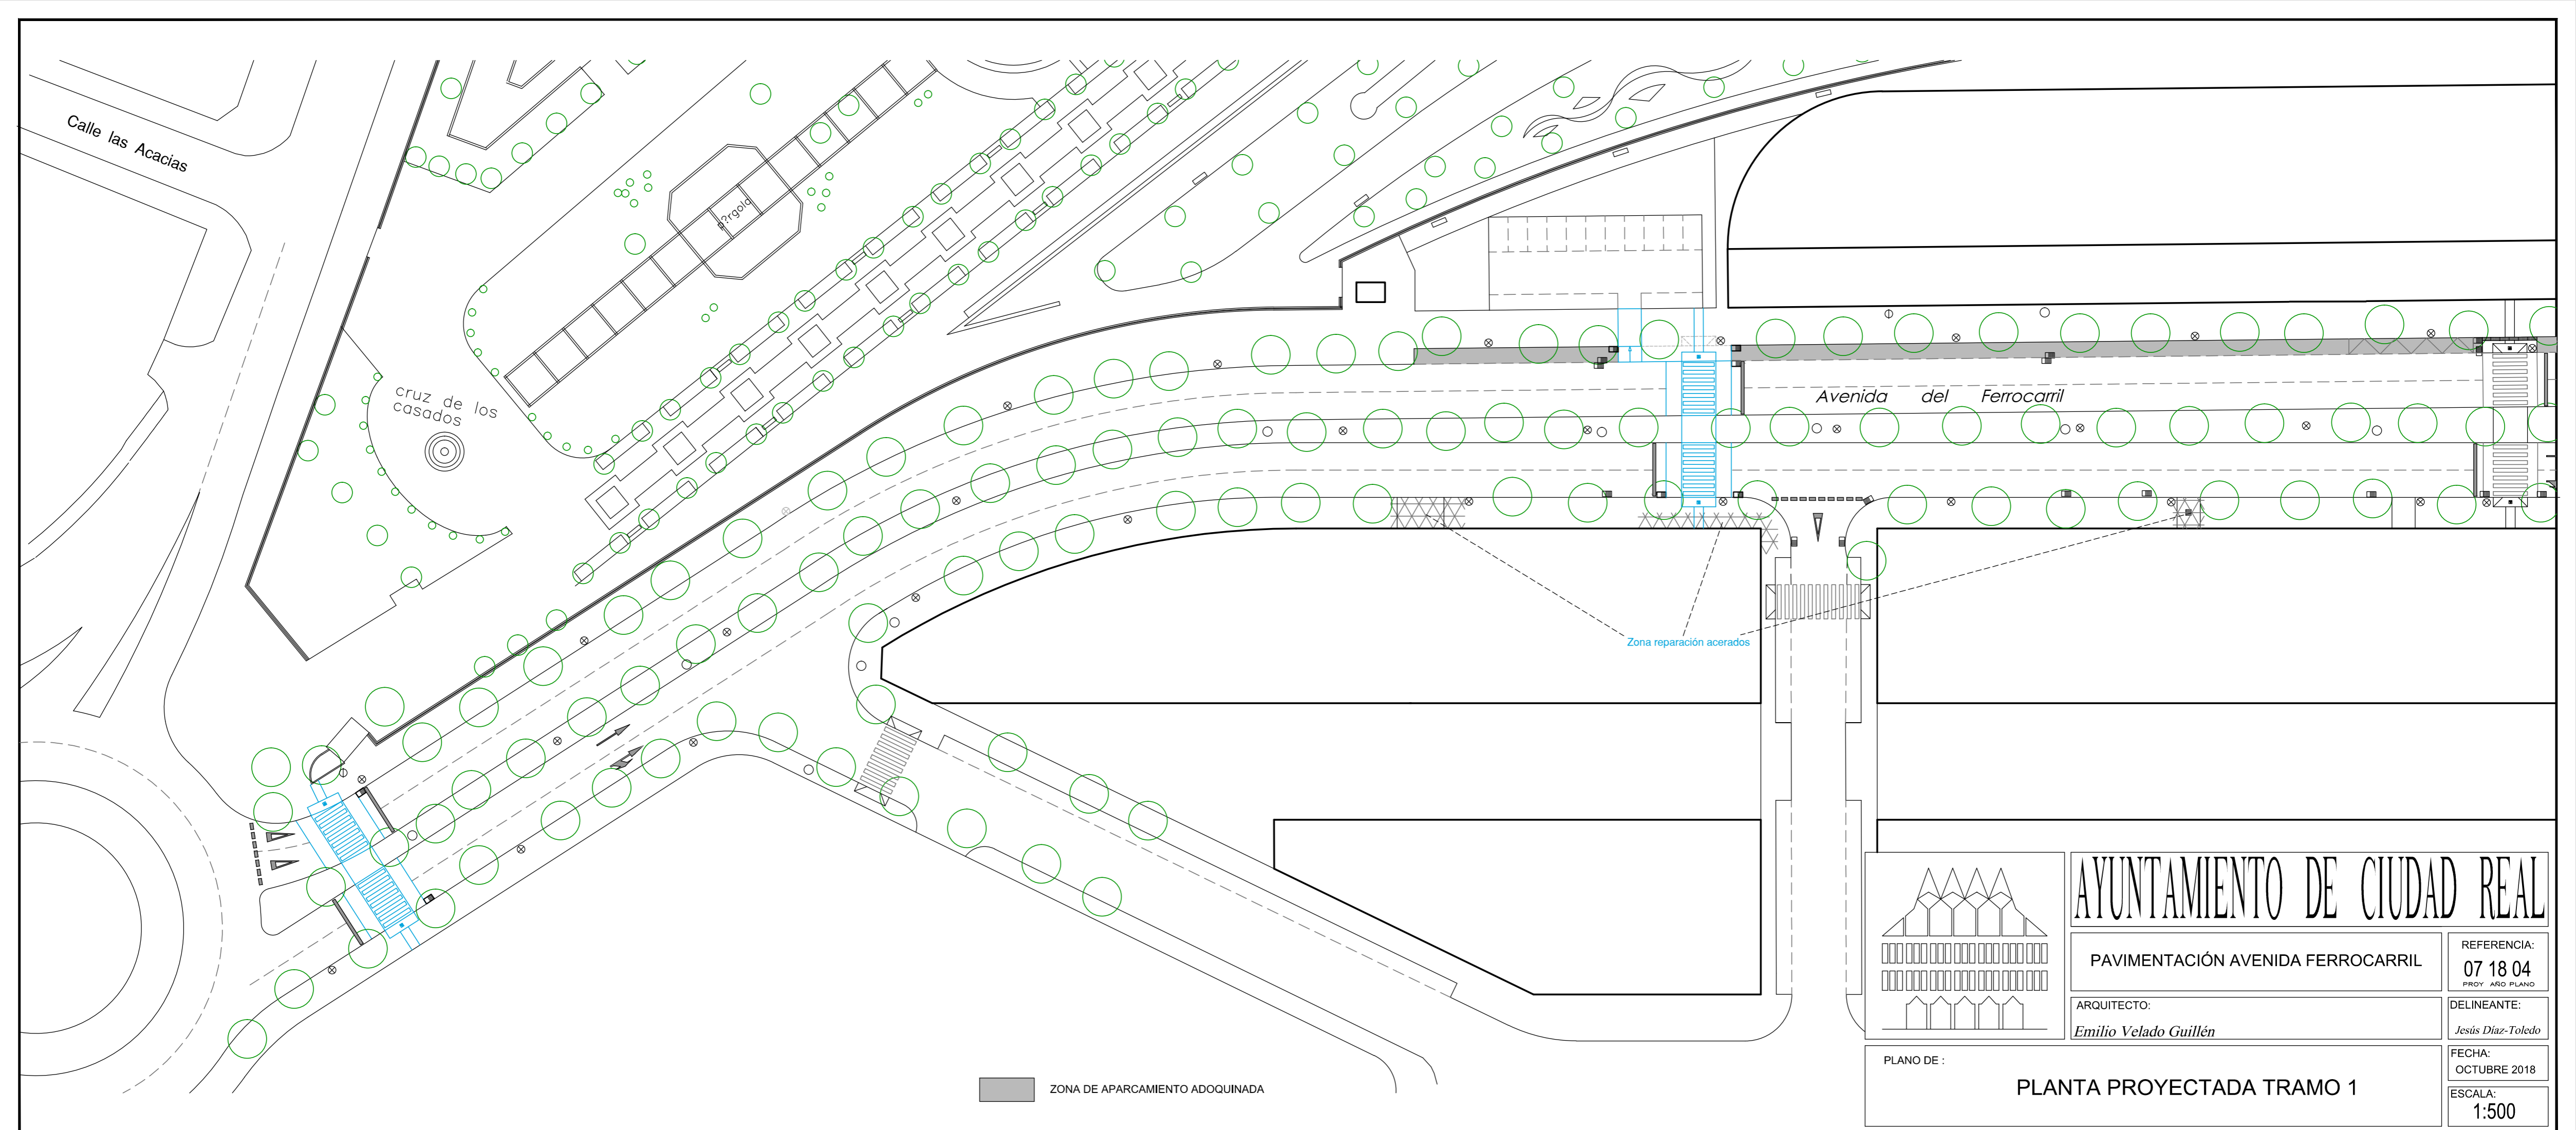 Calle las Acacias
p?rgola
cruz de los
casados
Avenida del Ferrocarril
Zona reparación acerados
ZONA DE APARCAMIENTO ADOQUINADA
AYUNTAMIENTO DE CIUDAD REAL
PAVIMENTACIÓN AVENIDA FERROCARRIL
REFERENCIA:
07 18 04
PROY AÑO PLANO
ARQUITECTO:
Emilio Velado Guillén
DELINEANTE:
Jesús Díaz-Toledo
PLANO DE :
PLANTA PROYECTADA TRAMO 1
FECHA:
OCTUBRE 2018
ESCALA:
1:500